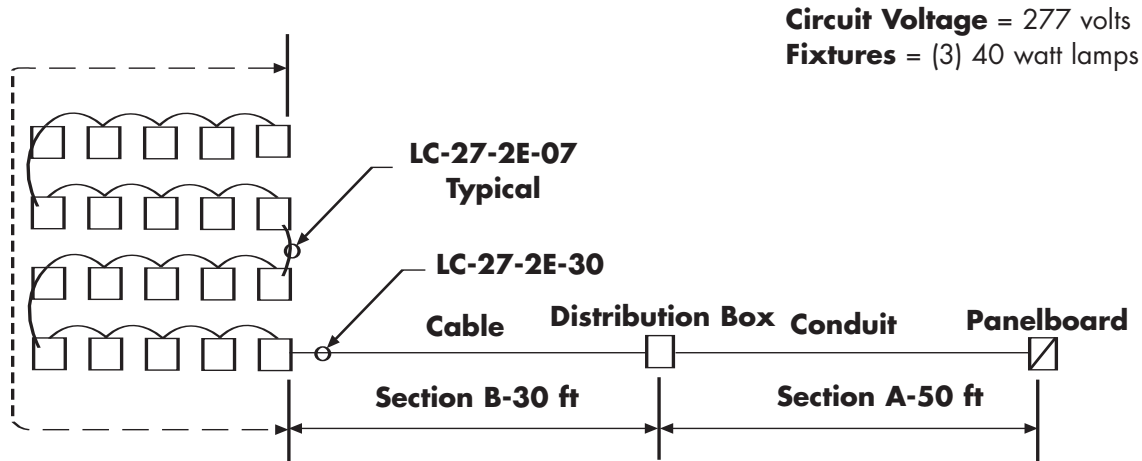 Circuit Voltage = 277 volts
Fixtures = (3) 40 watt lamps
LC-27-2E-07
Typical
LC-27-2E-30
Cable
Distribution Box
Conduit
Panelboard
Section B-30 ft
Section A-50 ft